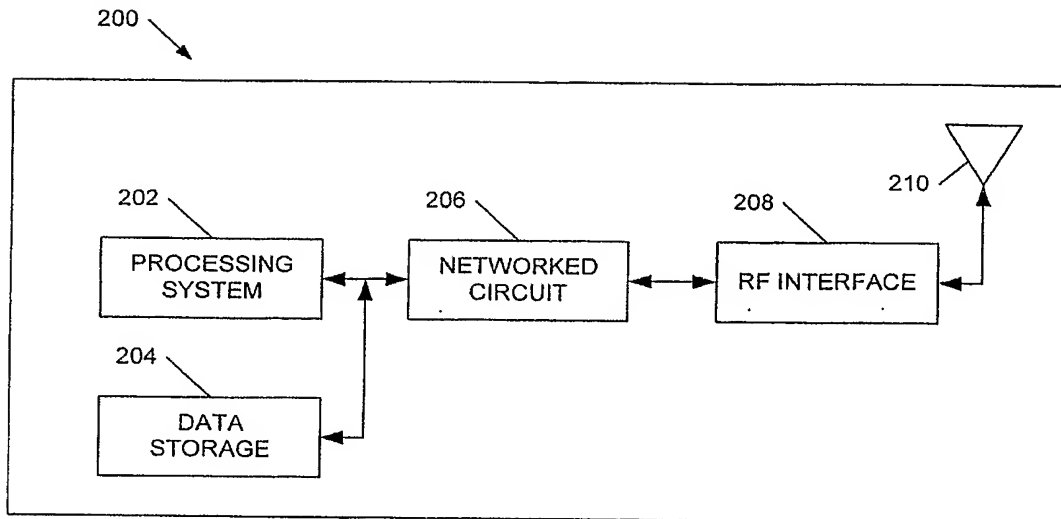 200
210
202
206
208
PROCESSING
SYSTEM
NETWORKED
CIRCUIT
RF INTERFACE
204
DATA
STORAGE